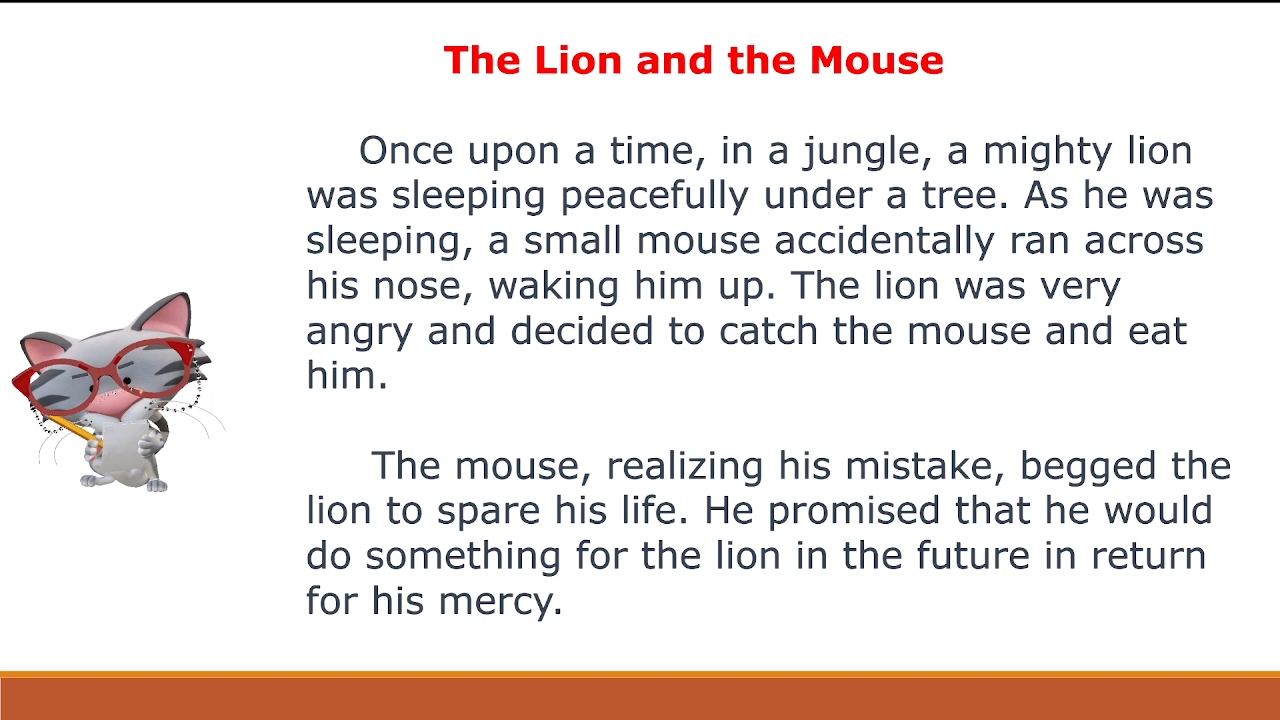 The Lion and the Mouse
Once upon a time, in a jungle, a mighty lion
was sleeping peacefully under a tree. As he was
sleeping, a small mouse accidentally ran across
his nose, waking him up. The lion was very
angry and decided to catch the mouse and eat
him.
The mouse, realizing his mistake, begged the
lion to spare his life. He promised that he would
do something for the lion in the future in return
for his mercy.